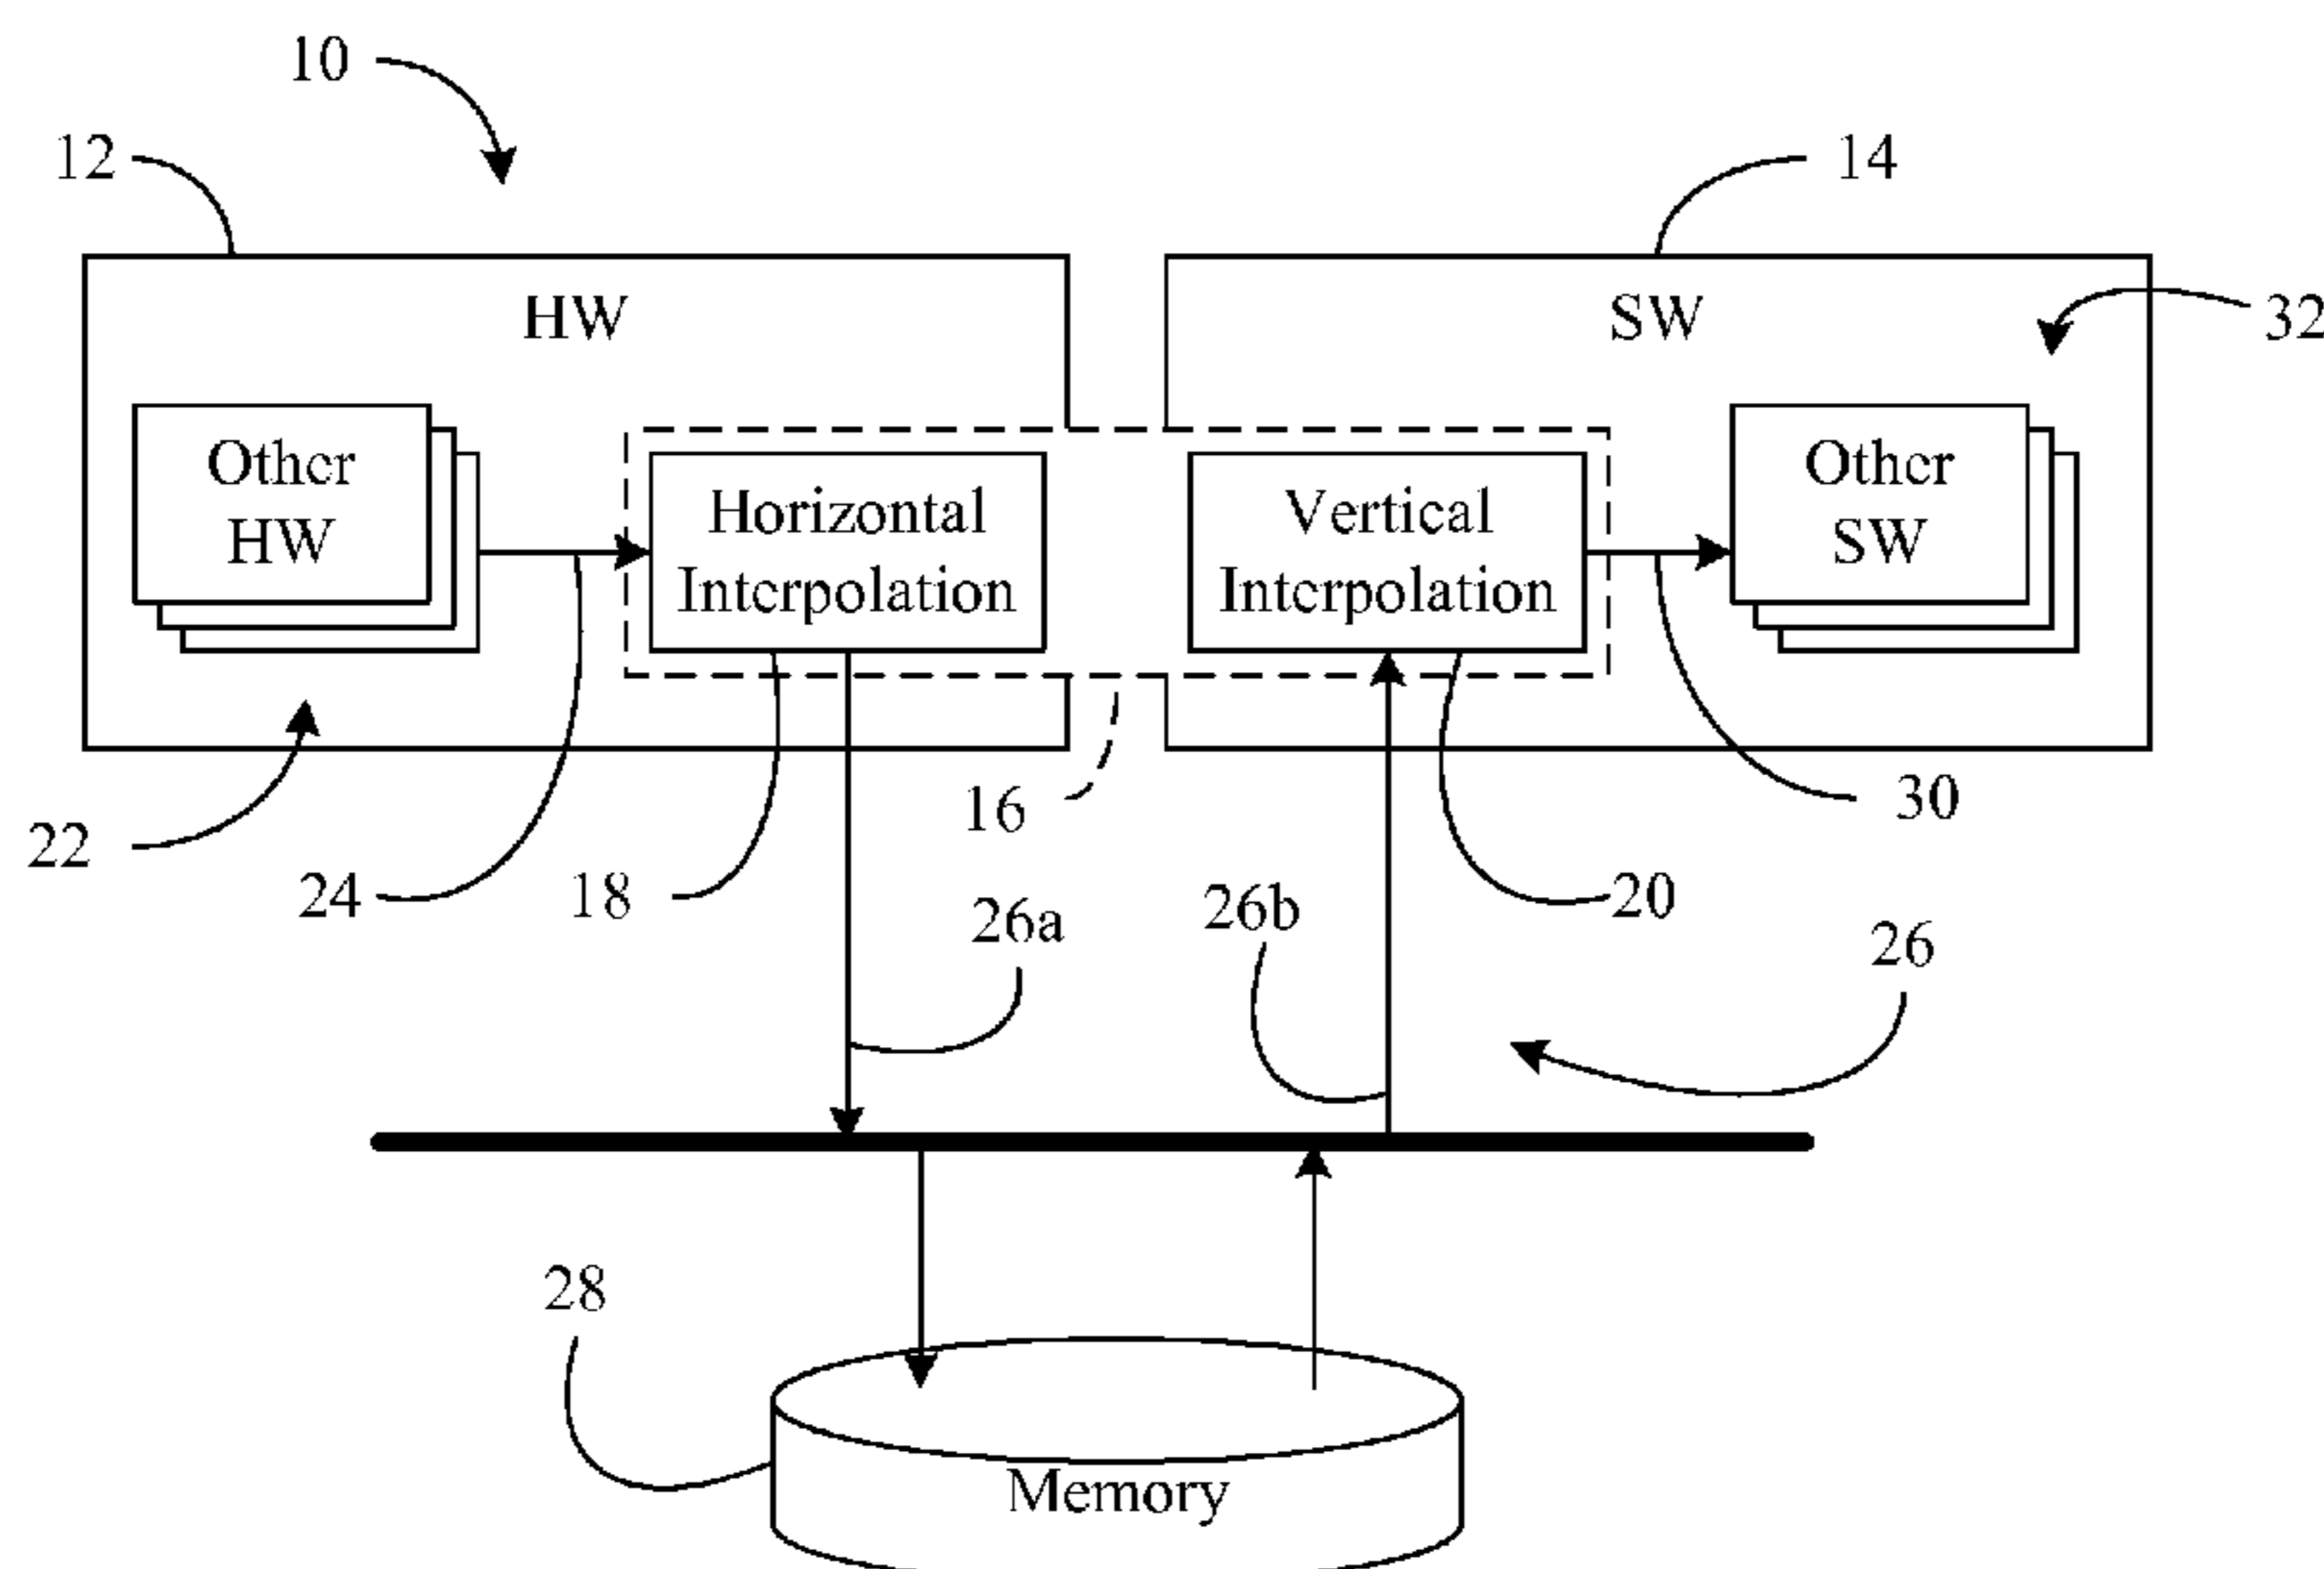 10
12
14
HW
SW
32
Other
HW
Horizontal
Interpolation
Vertical
Interpolation
Other
SW
16
30
22
24
18
26a
26b
20
26
28
Memory